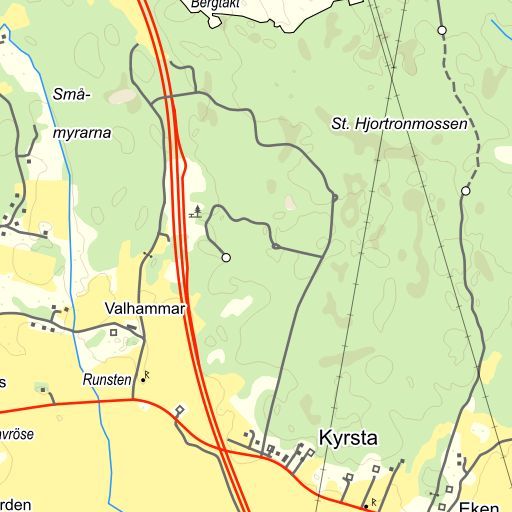 Bergtäkt
Små-
myrarna
St. Hjortronmossen
Valhammar
Runsten
Kyrsta
Eken
R
R